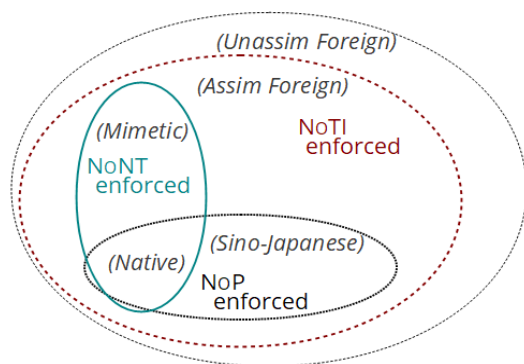 (Unassim Foreign)
(Assim Foreign)
(Mimetic)
NOTI
enforced
NONT
enforced
(Sino-Japanese)
(Native)
NOP
enforced